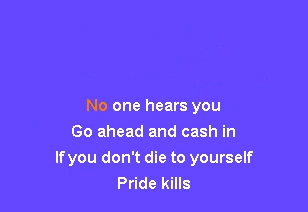 No one hears you
Go ahead and cash in
If you don't die to yourself
Pride kills